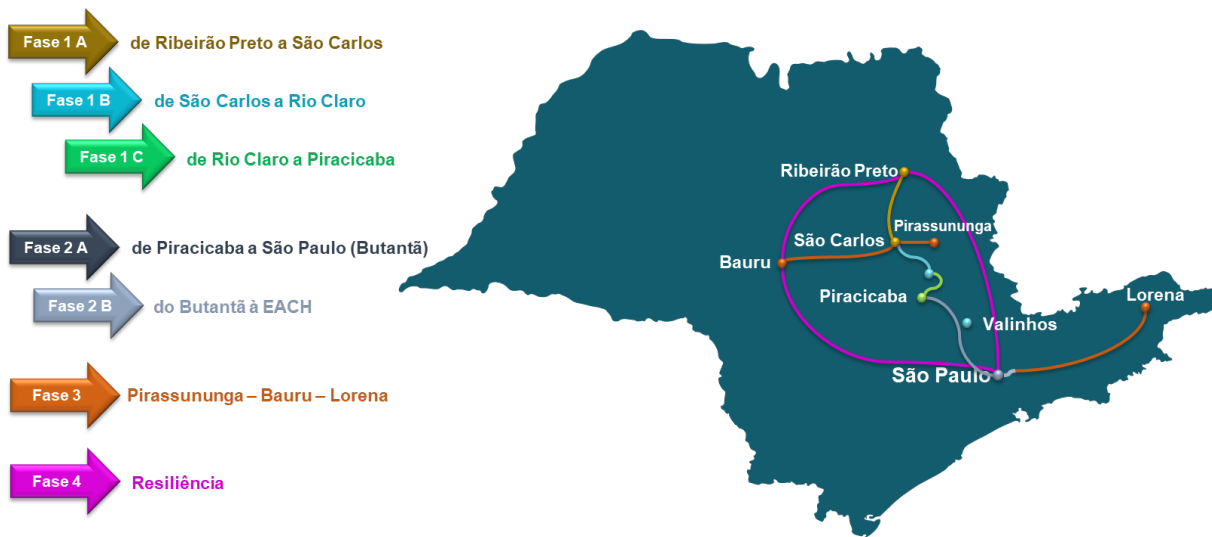 Fase 1 A
de Ribeirão Preto a São Carlos
Fase 1 B
de São Carlos a Rio Claro
Fase 1 C
de Rio Claro a Piracicaba
Fase 2 A
de Piracicaba a São Paulo (Butantã)
Fase 2 B
do Butantã à EACH
Fase 3
Pirassununga – Bauru – Lorena
Fase 4
Resiliência
Ribeirão Preto
Pirassununga
São Carlos
Bauru
Piracicaba
Lorena
Valinhos
São Paulo